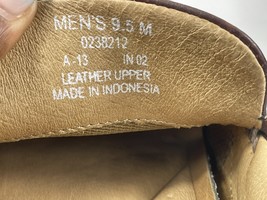 MEN'S 9.5 M
0238212
A-13 IN 02
LEATHER UPPER
MADE IN INDONESIA